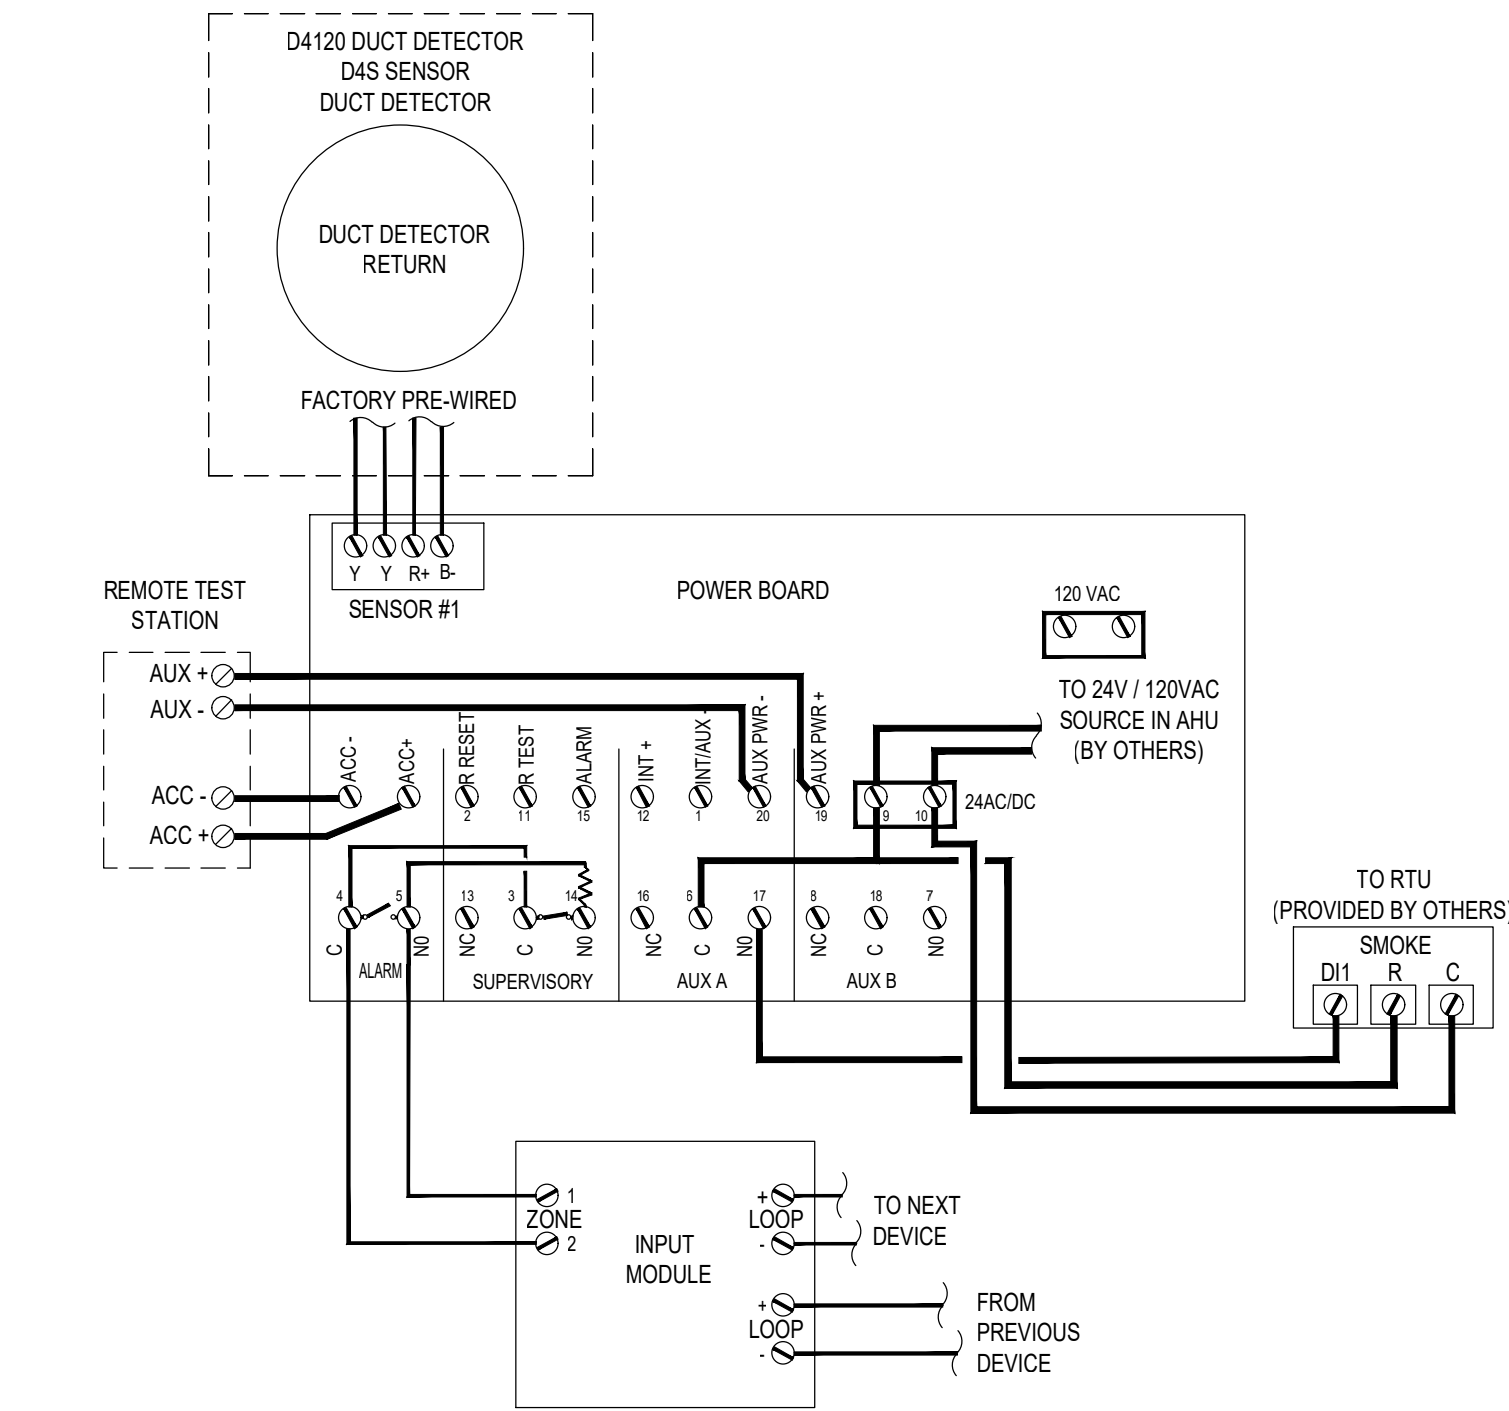 D4120 DUCT DETECTOR
D4S SENSOR
DUCT DETECTOR
DUCT DETECTOR
RETURN
FACTORY PRE-WIRED
Y Y R+ B-
SENSOR #1
POWER BOARD
120 VAC
REMOTE TEST
STATION
AUX +
AUX -
ACC -
ACC +
TO 24V / 120VAC
SOURCE IN AHU
(BY OTHERS)
ACC -
ACC+
R RESET
R TEST
ALARM
INT +
INT/AUX -
AUX PWR -
AUX PWR +
24AC/DC
2 11 15 12 1 20 19 9 10
4 5 13 3 14 16 6 17 8 18 7
C N0 NC C N0 NC C N0 NC C N0
ALARM
SUPERVISORY
AUX A
AUX B
TO RTU
(PROVIDED BY OTHERS)
SMOKE
DI1 R C
1
ZONE
2
INPUT
MODULE
+
LOOP
-
+
LOOP
-
TO NEXT
DEVICE
FROM
PREVIOUS
DEVICE